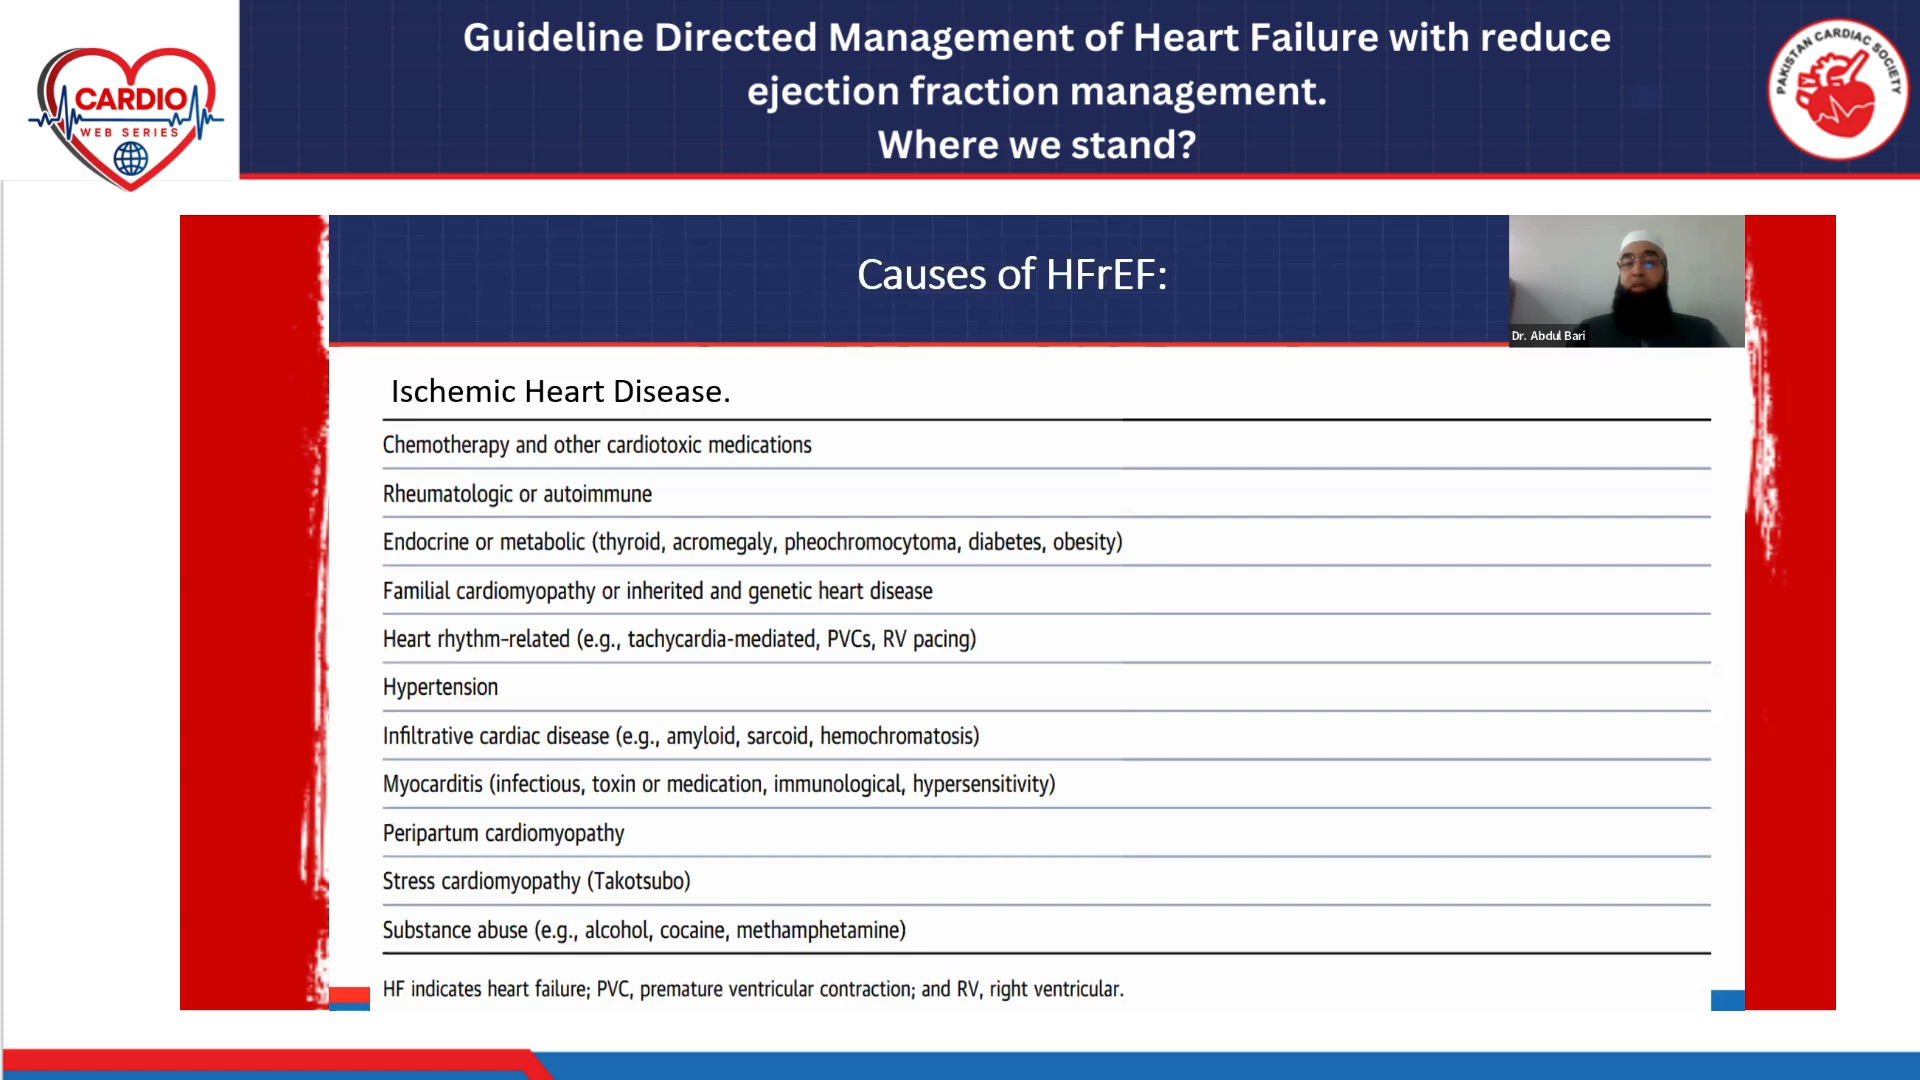 Guideline Directed Management of Heart Failure with reduce
ejection fraction management.
Where we stand?
CARDIO
WEB SERIES
PAKISTAN CARDIAC SOCIETY
Causes of HFrEF:
Dr. Abdul Bari
Ischemic Heart Disease.
Chemotherapy and other cardiotoxic medications
Rheumatologic or autoimmune
Endocrine or metabolic (thyroid, acromegaly, pheochromocytoma, diabetes, obesity)
Familial cardiomyopathy or inherited and genetic heart disease
Heart rhythm-related (e.g., tachycardia-mediated, PVCs, RV pacing)
Hypertension
Infiltrative cardiac disease (e.g., amyloid, sarcoid, hemochromatosis)
Myocarditis (infectious, toxin or medication, immunological, hypersensitivity)
Peripartum cardiomyopathy
Stress cardiomyopathy (Takotsubo)
Substance abuse (e.g., alcohol, cocaine, methamphetamine)
HF indicates heart failure; PVC, premature ventricular contraction; and RV, right ventricular.